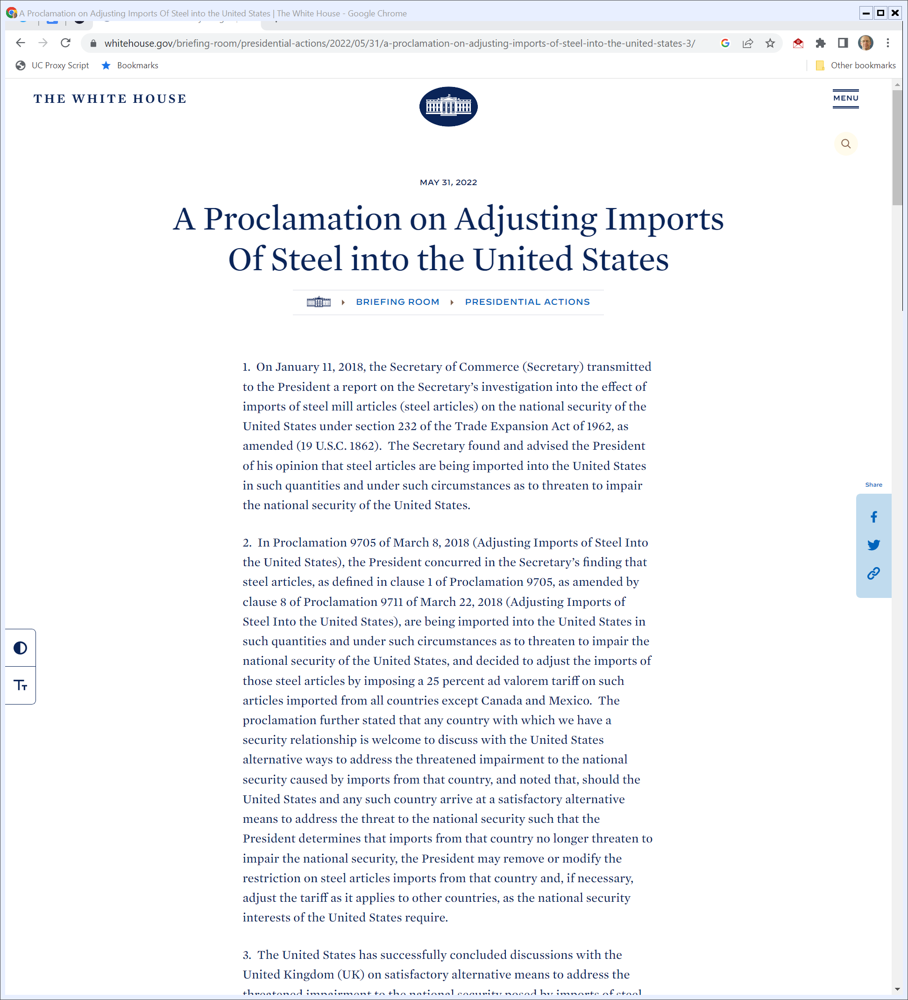 A Proclamation on Adjusting Imports Of Steel into the United States | The White House - Google Chrome
whitehouse.gov/briefing-room/presidential-actions/2022/05/31/a-proclamation-on-adjusting-imports-of-steel-into-the-united-states-3/
UC Proxy Script Bookmarks Other bookmarks
THE WHITE HOUSE
MENU
MAY 31, 2022
A Proclamation on Adjusting Imports
Of Steel into the United States
BRIEFING ROOM PRESIDENTIAL ACTIONS
1. On January 11, 2018, the Secretary of Commerce (Secretary) transmitted
to the President a report on the Secretary’s investigation into the effect of
imports of steel mill articles (steel articles) on the national security of the
United States under section 232 of the Trade Expansion Act of 1962, as
amended (19 U.S.C. 1862). The Secretary found and advised the President
of his opinion that steel articles are being imported into the United States
in such quantities and under such circumstances as to threaten to impair
the national security of the United States.
Share
2. In Proclamation 9705 of March 8, 2018 (Adjusting Imports of Steel Into
the United States), the President concurred in the Secretary’s finding that
steel articles, as defined in clause 1 of Proclamation 9705, as amended by
clause 8 of Proclamation 9711 of March 22, 2018 (Adjusting Imports of
Steel Into the United States), are being imported into the United States in
such quantities and under such circumstances as to threaten to impair the
national security of the United States, and decided to adjust the imports of
those steel articles by imposing a 25 percent ad valorem tariff on such
articles imported from all countries except Canada and Mexico. The
proclamation further stated that any country with which we have a
security relationship is welcome to discuss with the United States
alternative ways to address the threatened impairment to the national
security caused by imports from that country, and noted that, should the
United States and any such country arrive at a satisfactory alternative
means to address the threat to the national security such that the
President determines that imports from that country no longer threaten to
impair the national security, the President may remove or modify the
restriction on steel articles imports from that country and, if necessary,
adjust the tariff as it applies to other countries, as the national security
interests of the United States require.
Tт
3. The United States has successfully concluded discussions with the
United Kingdom (UK) on satisfactory alternative means to address the
threatened impairment to the national security posed by imports of steel